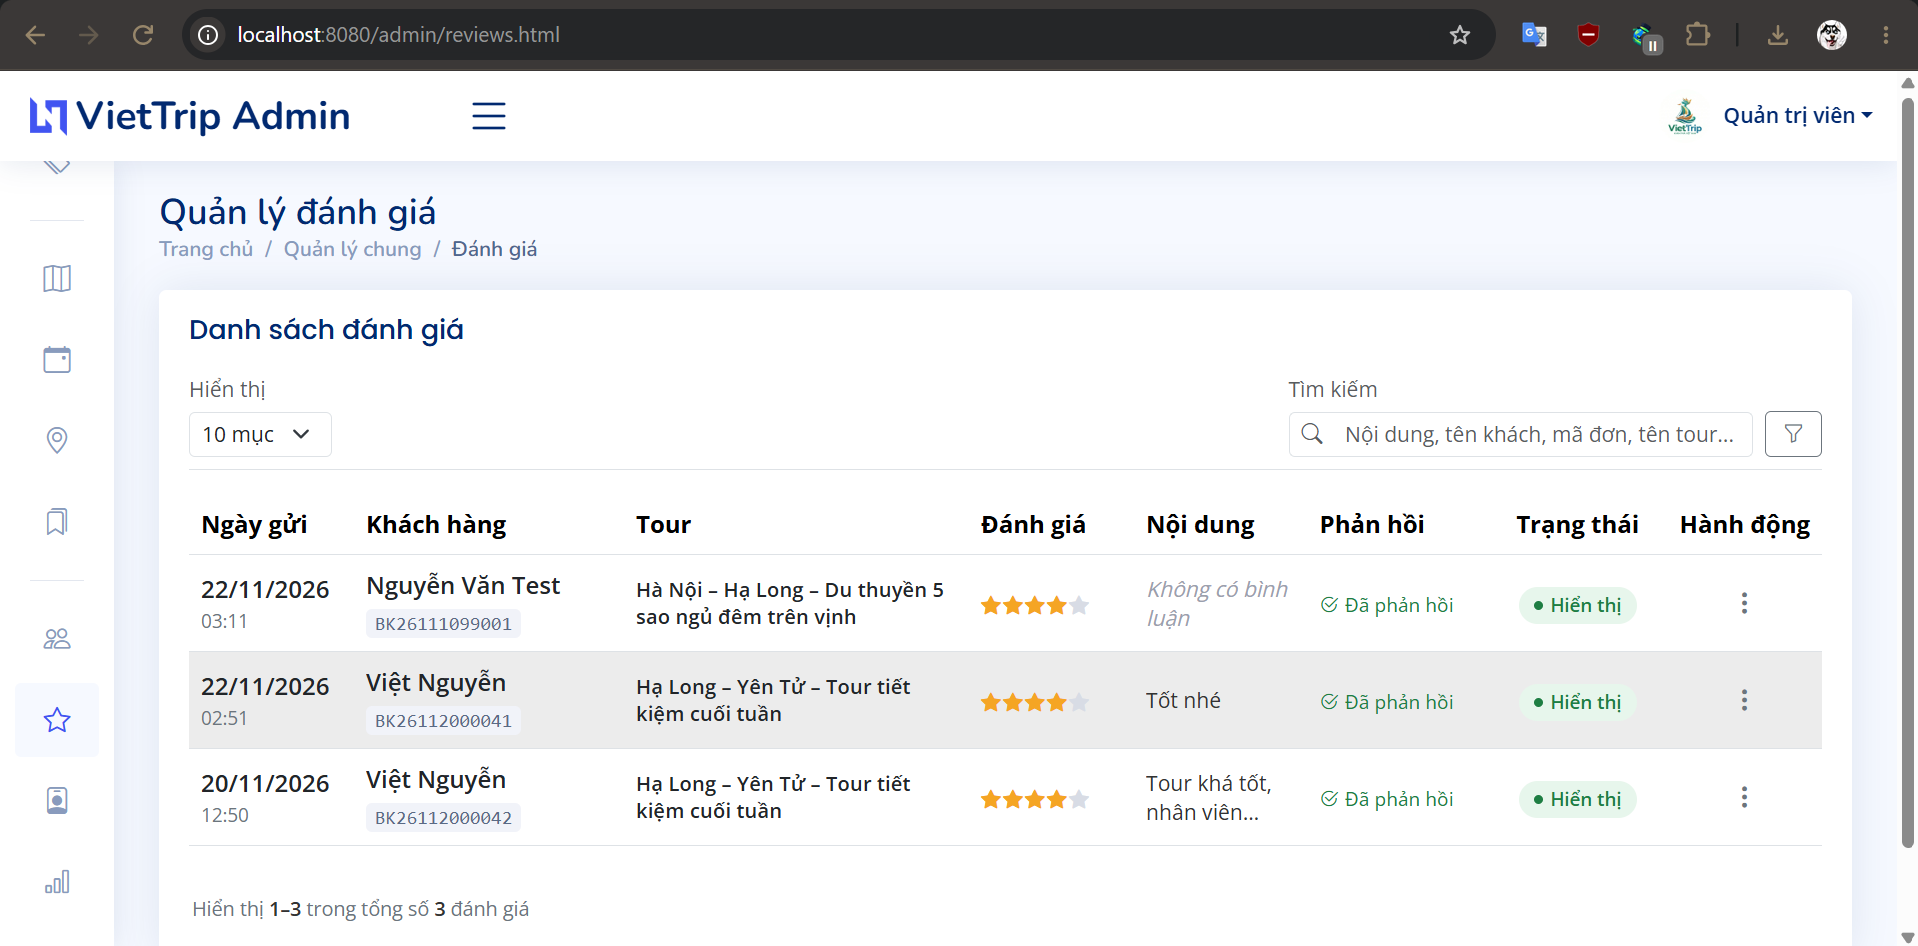 localhost:8080/admin/reviews.html
VietTrip Admin
VietTrip
Quản trị viên
Quản lý đánh giá
Trang chủ / Quản lý chung / Đánh giá
Danh sách đánh giá
Hiển thị
Tìm kiếm
10 mục
Nội dung, tên khách, mã đơn, tên tour...
Ngày gửi Khách hàng Tour Đánh giá Nội dung Phản hồi Trạng thái Hành động
22/11/2026
03:11
Nguyễn Văn Test
BK26111099001
Hà Nội – Hạ Long – Du thuyền 5
sao ngủ đêm trên vịnh
Không có bình
luận
Đã phản hồi
Hiển thị
22/11/2026
02:51
Việt Nguyễn
BK26112000041
Hạ Long – Yên Tử – Tour tiết
kiệm cuối tuần
Tốt nhé
Đã phản hồi
Hiển thị
20/11/2026
12:50
Việt Nguyễn
BK26112000042
Hạ Long – Yên Tử – Tour tiết
kiệm cuối tuần
Tour khá tốt,
nhân viên...
Đã phản hồi
Hiển thị
Hiển thị 1–3 trong tổng số 3 đánh giá